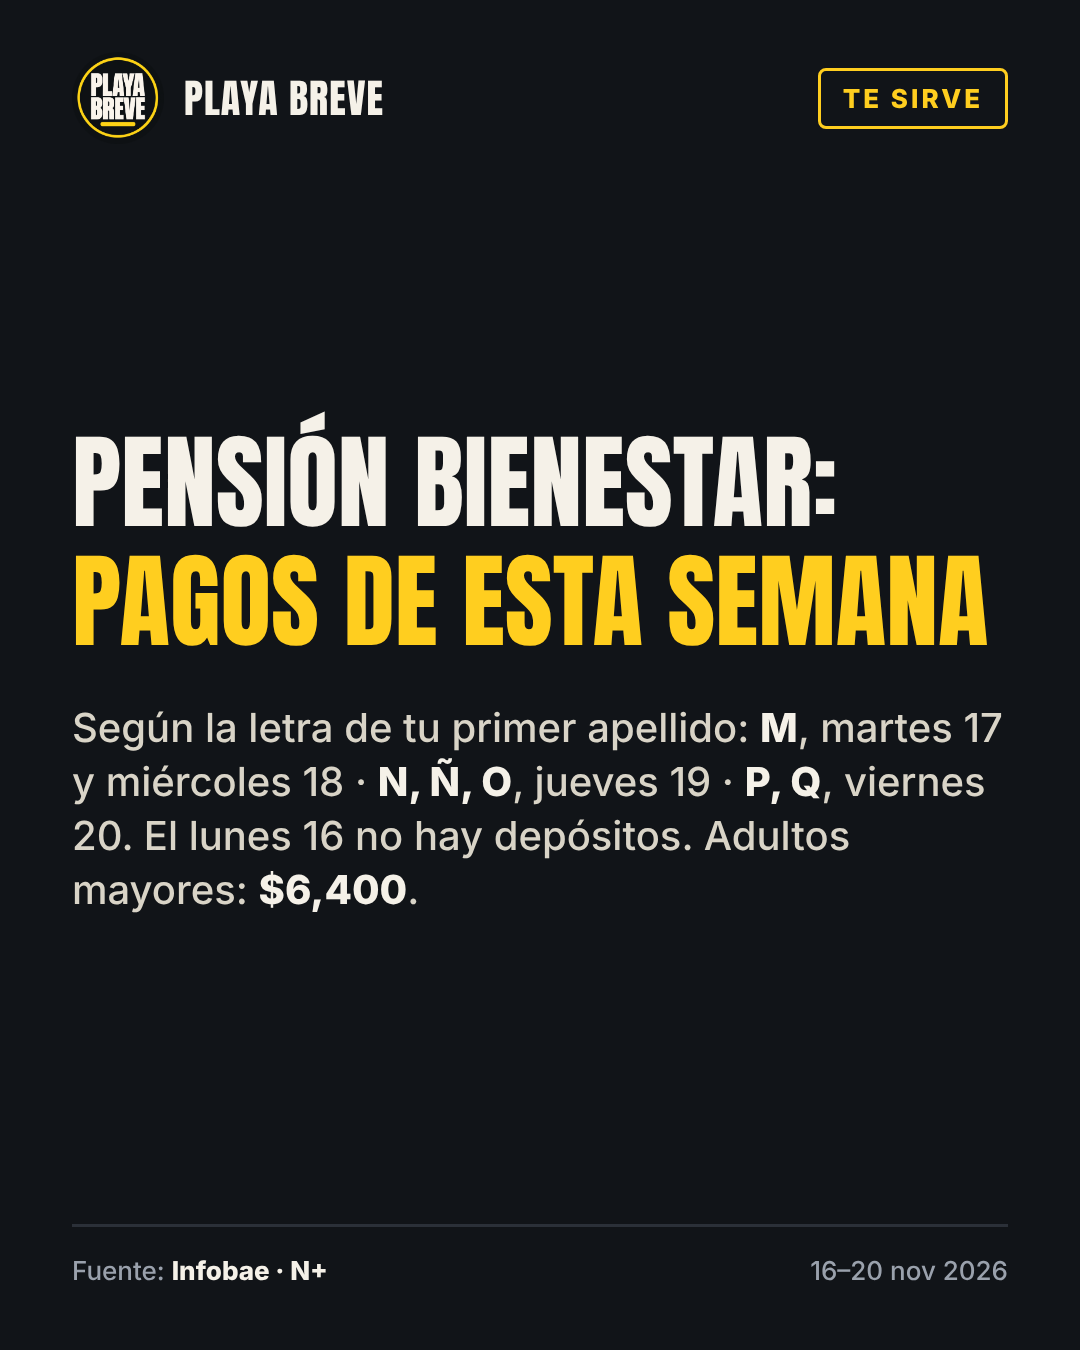 PLAYA
BREVE
PLAYA BREVE
TE SIRVE
PENSIÓN BIENESTAR:
PAGOS DE ESTA SEMANA
Según la letra de tu primer apellido: M, martes 17
y miércoles 18 · N, Ñ, O, jueves 19 · P, Q, viernes
20. El lunes 16 no hay depósitos. Adultos
mayores: $6,400.
Fuente: Infobae · N+
16–20 nov 2026